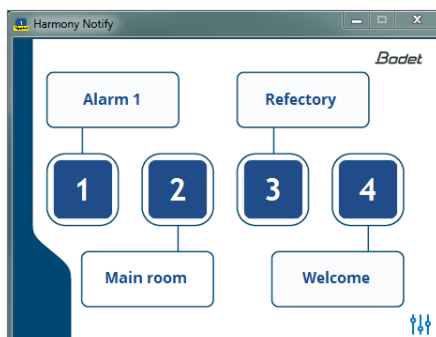 Harmony Notify
Bodet
Alarm 1
Refectory
1
2
3
4
Main room
Welcome